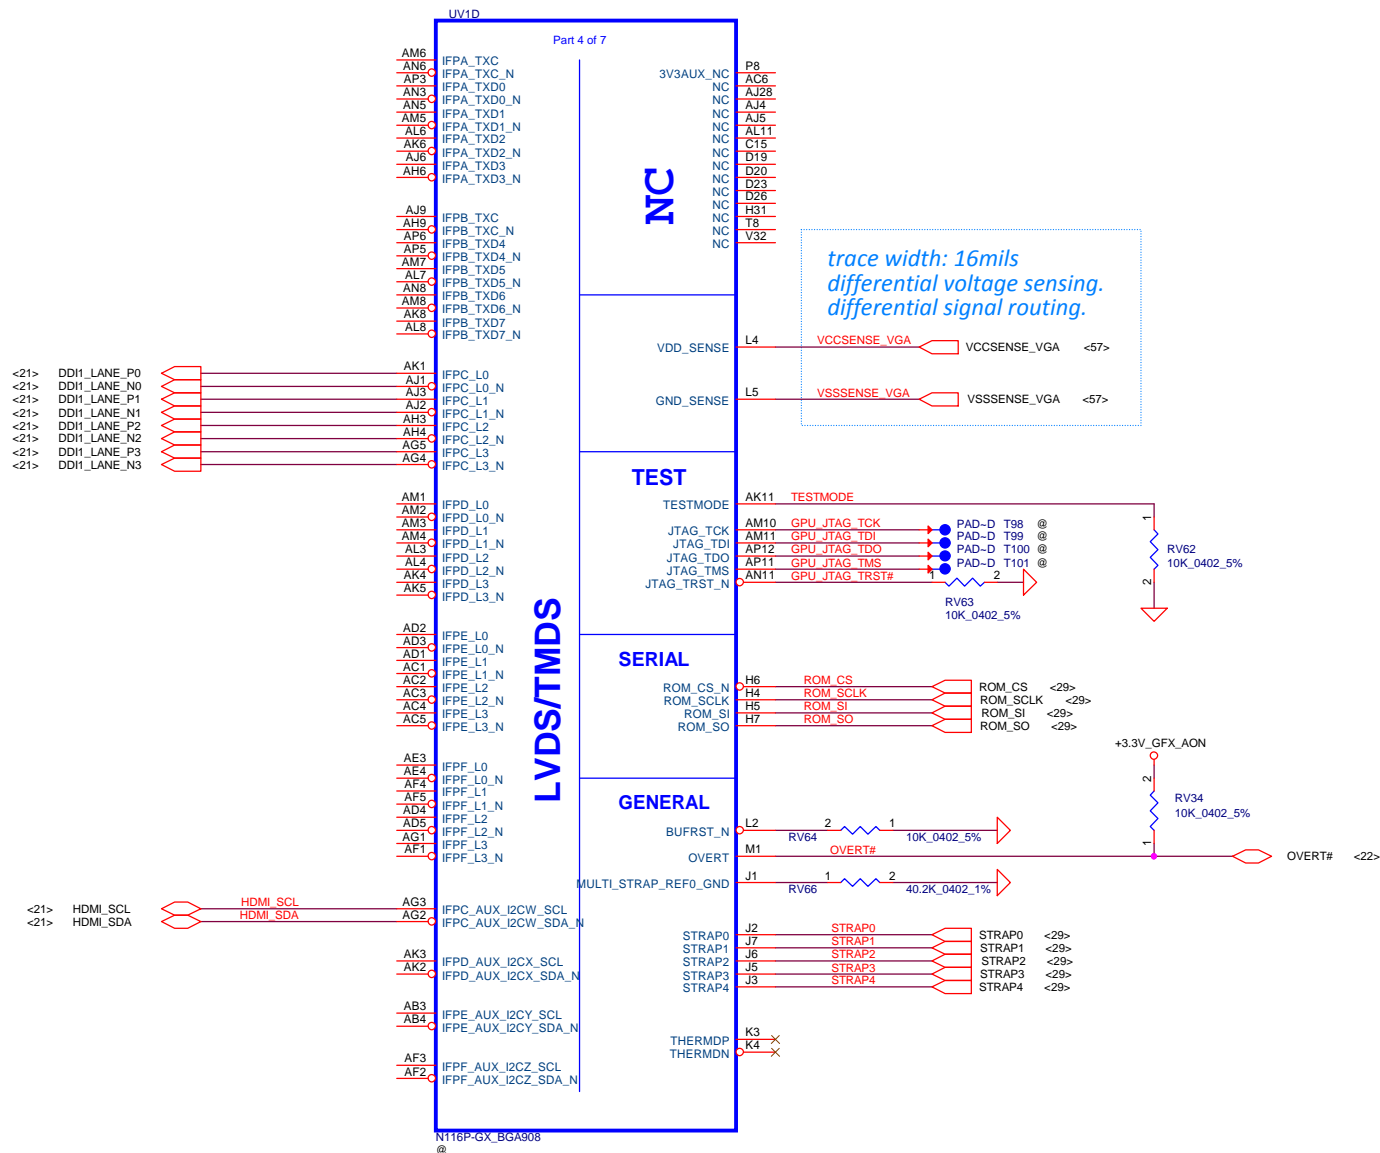 UV1D
Part 4 of 7
AM6 IFPA_TXC
AN6 IFPA_TXC_N
AP3 IFPA_TXD0
AN3 IFPA_TXD0_N
AN5 IFPA_TXD1
AM5 IFPA_TXD1_N
AL6 IFPA_TXD2
AK6 IFPA_TXD2_N
AJ6 IFPA_TXD3
AH6 IFPA_TXD3_N
AJ9 IFPB_TXC
AH9 IFPB_TXC_N
AP6 IFPB_TXD4
AP5 IFPB_TXD4_N
AM7 IFPB_TXD5
AL7 IFPB_TXD5_N
AN8 IFPB_TXD6
AM8 IFPB_TXD6_N
AK8 IFPB_TXD7
AL8 IFPB_TXD7_N
<21> DDI1_LANE_P0 AK1 IFPC_L0
<21> DDI1_LANE_N0 AJ1 IFPC_L0_N
<21> DDI1_LANE_P1 AJ3 IFPC_L1
<21> DDI1_LANE_N1 AJ2 IFPC_L1_N
<21> DDI1_LANE_P2 AH3 IFPC_L2
<21> DDI1_LANE_N2 AH4 IFPC_L2_N
<21> DDI1_LANE_P3 AG5 IFPC_L3
<21> DDI1_LANE_N3 AG4 IFPC_L3_N
AM1 IFPD_L0
AM2 IFPD_L0_N
AM3 IFPD_L1
AM4 IFPD_L1_N
AL3 IFPD_L2
AL4 IFPD_L2_N
AK4 IFPD_L3
AK5 IFPD_L3_N
AD2 IFPE_L0
AD3 IFPE_L0_N
AD1 IFPE_L1
AC1 IFPE_L1_N
AC2 IFPE_L2
AC3 IFPE_L2_N
AC4 IFPE_L3
AC5 IFPE_L3_N
AE3 IFPF_L0
AE4 IFPF_L0_N
AF4 IFPF_L1
AF5 IFPF_L1_N
AD4 IFPF_L2
AD5 IFPF_L2_N
AG1 IFPF_L3
AF1 IFPF_L3_N
<21> HDMI_SCL HDMI_SCL AG3 IFPC_AUX_I2CW_SCL
<21> HDMI_SDA HDMI_SDA AG2 IFPC_AUX_I2CW_SDA_N
AK3 IFPD_AUX_I2CX_SCL
AK2 IFPD_AUX_I2CX_SDA_N
AB3 IFPE_AUX_I2CY_SCL
AB4 IFPE_AUX_I2CY_SDA_N
AF3 IFPF_AUX_I2CZ_SCL
AF2 IFPF_AUX_I2CZ_SDA_N
LVDS/TMDS
NC
3V3AUX_NC P8
NC AC6
NC AJ28
NC AJ4
NC AJ5
NC AL11
NC C15
NC D19
NC D20
NC D23
NC D26
NC H31
NC T8
NC V32
trace width: 16mils
differential voltage sensing.
differential signal routing.
VDD_SENSE L4 VCCSENSE_VGA VCCSENSE_VGA <57>
GND_SENSE L5 VSSSENSE_VGA VSSSENSE_VGA <57>
TEST
TESTMODE AK11 TESTMODE
JTAG_TCK AM10 GPU_JTAG_TCK PAD~D T98 @
JTAG_TDI AM11 GPU_JTAG_TDI PAD~D T99 @
JTAG_TDO AP12 GPU_JTAG_TDO PAD~D T100 @
JTAG_TMS AP11 GPU_JTAG_TMS PAD~D T101 @
JTAG_TRST_N AN11 GPU_JTAG_TRST# 1 2
RV63
10K_0402_5%
1
RV62
10K_0402_5%
2
SERIAL
ROM_CS_N H6 ROM_CS ROM_CS <29>
ROM_SCLK H4 ROM_SCLK ROM_SCLK <29>
ROM_SI H5 ROM_SI ROM_SI <29>
ROM_SO H7 ROM_SO ROM_SO <29>
+3.3V_GFX_AON
2
RV34
10K_0402_5%
1
GENERAL
BUFRST_N L2 RV64 2 1 10K_0402_5%
OVERT M1 OVERT# OVERT# <22>
MULTI_STRAP_REF0_GND J1 RV66 1 2 40.2K_0402_1%
STRAP0 J2 STRAP0 STRAP0 <29>
STRAP1 J7 STRAP1 STRAP1 <29>
STRAP2 J6 STRAP2 STRAP2 <29>
STRAP3 J5 STRAP3 STRAP3 <29>
STRAP4 J3 STRAP4 STRAP4 <29>
THERMDP K3
THERMDN K4
N116P-GX_BGA908
@